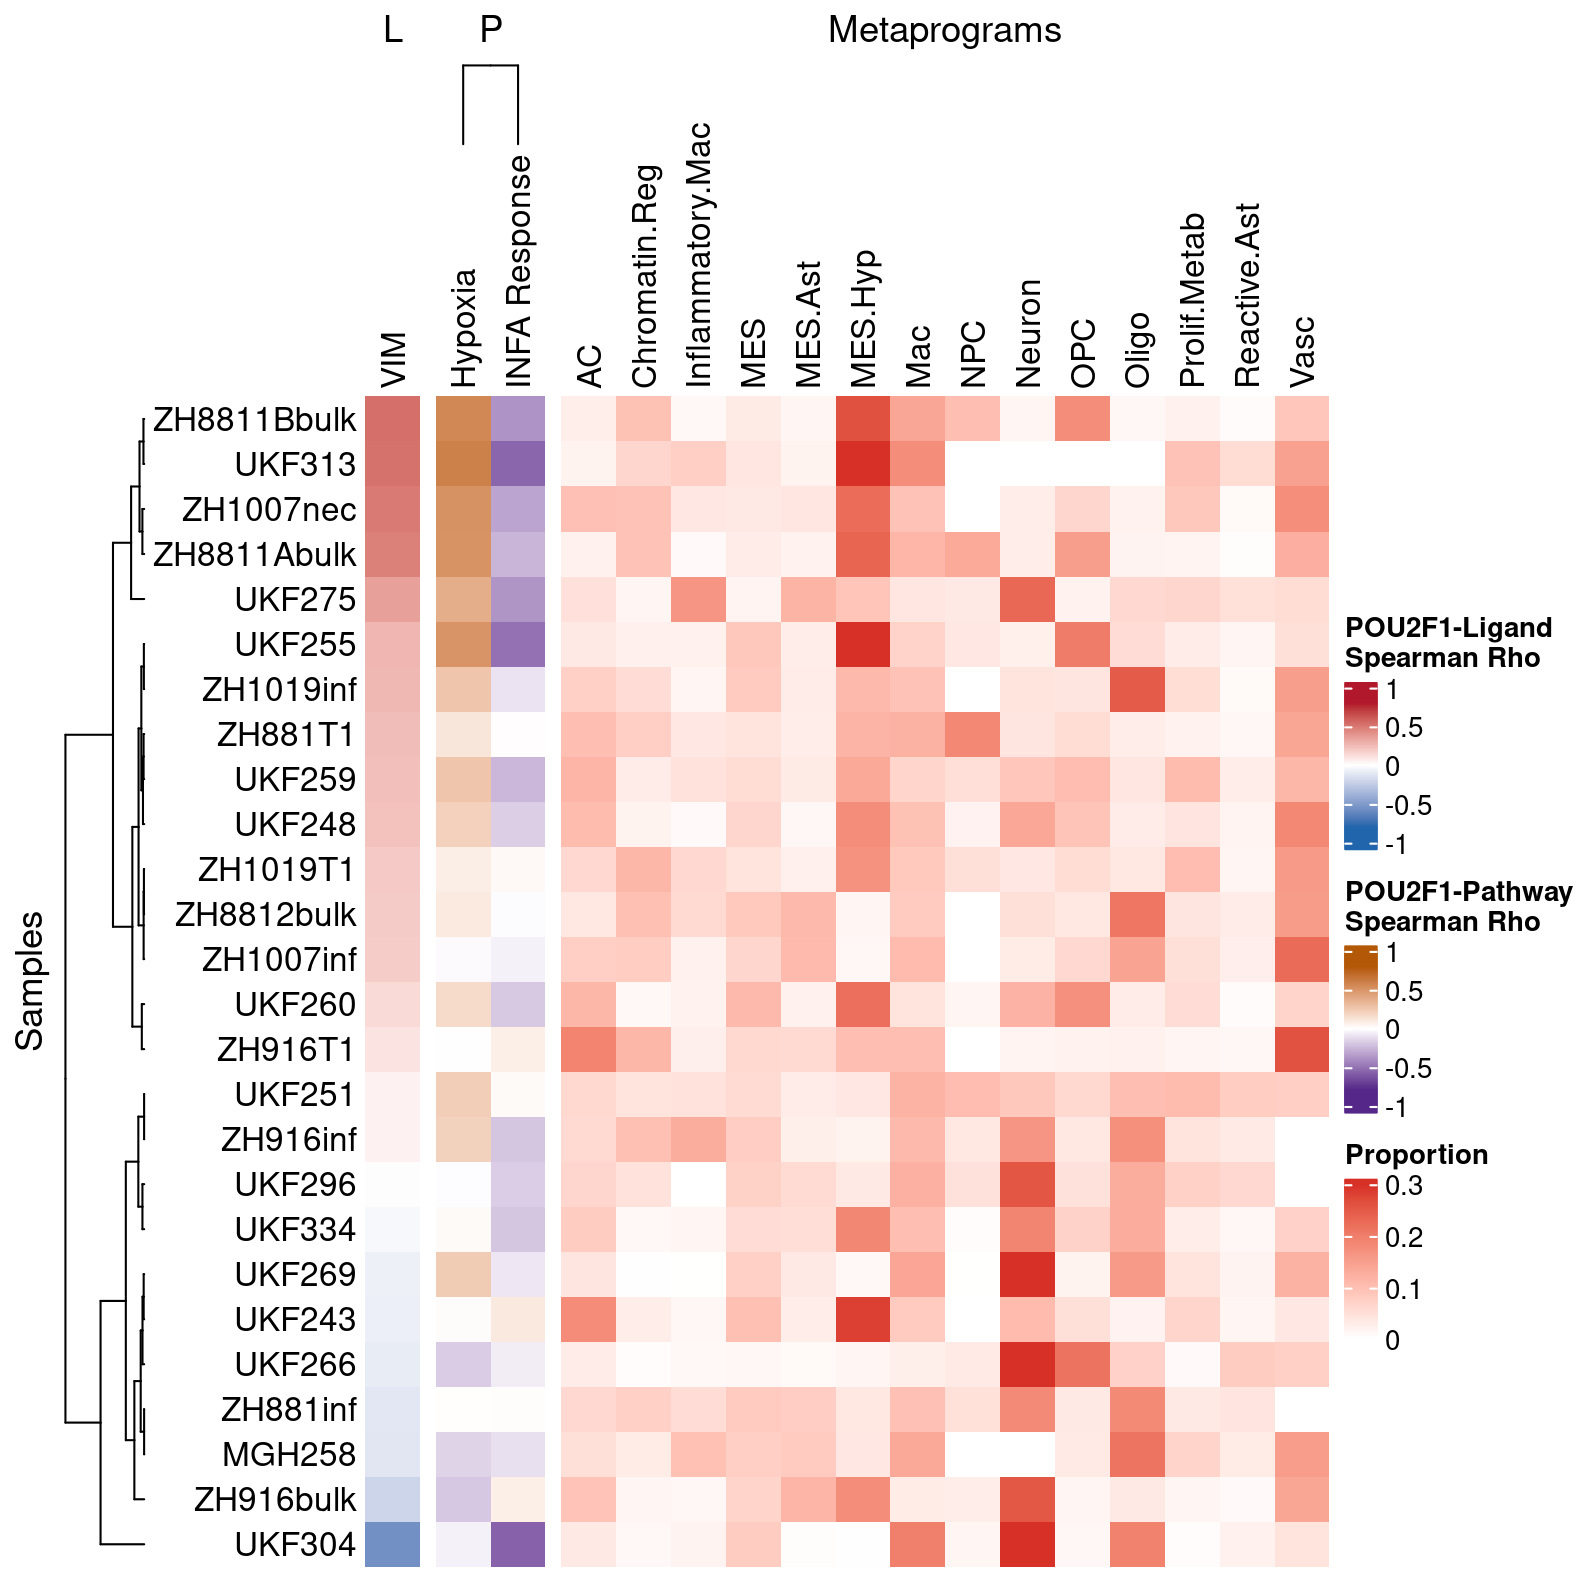 L
P
Metaprograms
VIM
Hypoxia
INFA Response
AC
Chromatin.Reg
Inflammatory.Mac
MES
MES.Ast
MES.Hyp
Mac
NPC
Neuron
OPC
Oligo
Prolif.Metab
Reactive.Ast
Vasc
Samples
ZH8811Bbulk
UKF313
ZH1007nec
ZH8811Abulk
UKF275
UKF255
ZH1019inf
ZH881T1
UKF259
UKF248
ZH1019T1
ZH8812bulk
ZH1007inf
UKF260
ZH916T1
UKF251
ZH916inf
UKF296
UKF334
UKF269
UKF243
UKF266
ZH881inf
MGH258
ZH916bulk
UKF304
POU2F1-Ligand
Spearman Rho
1
0.5
0
-0.5
-1
POU2F1-Pathway
Spearman Rho
1
0.5
0
-0.5
-1
Proportion
0.3
0.2
0.1
0